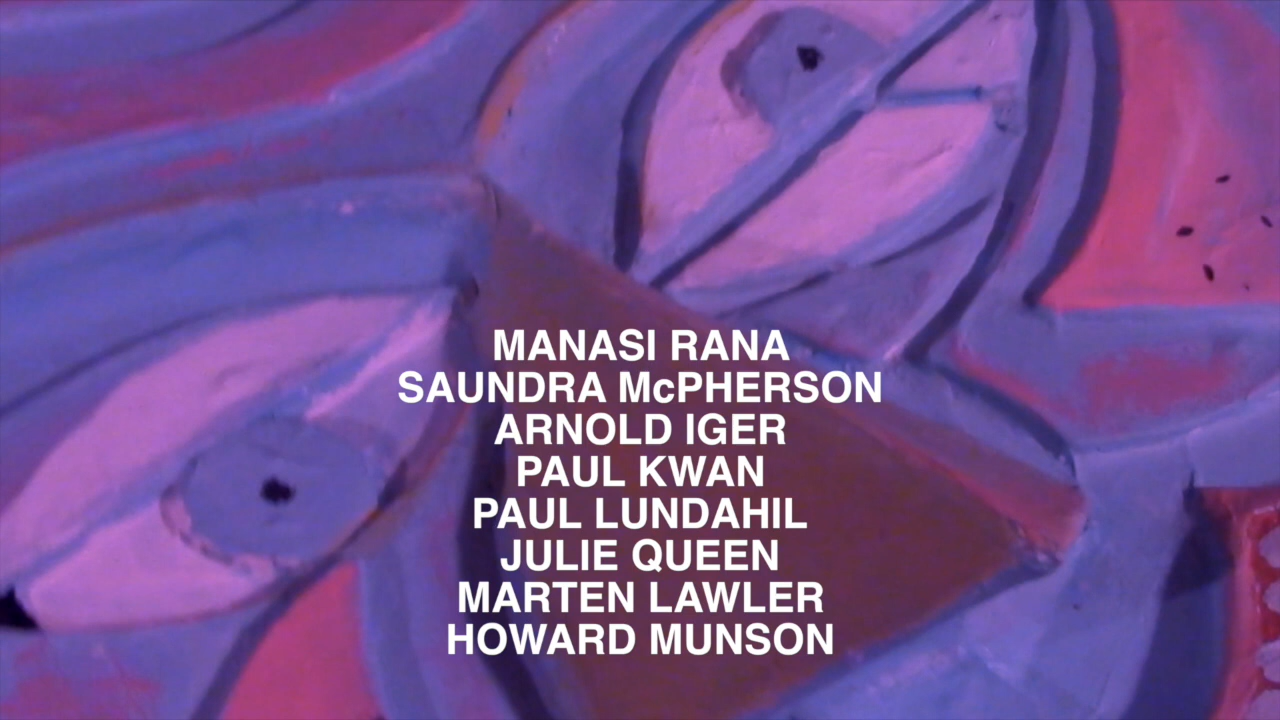 MANASI RANA
SAUNDRA McPHERSON
ARNOLD IGER
PAUL KWAN
PAUL LUNDAHIL
JULIE QUEEN
MARTEN LAWLER
HOWARD MUNSON